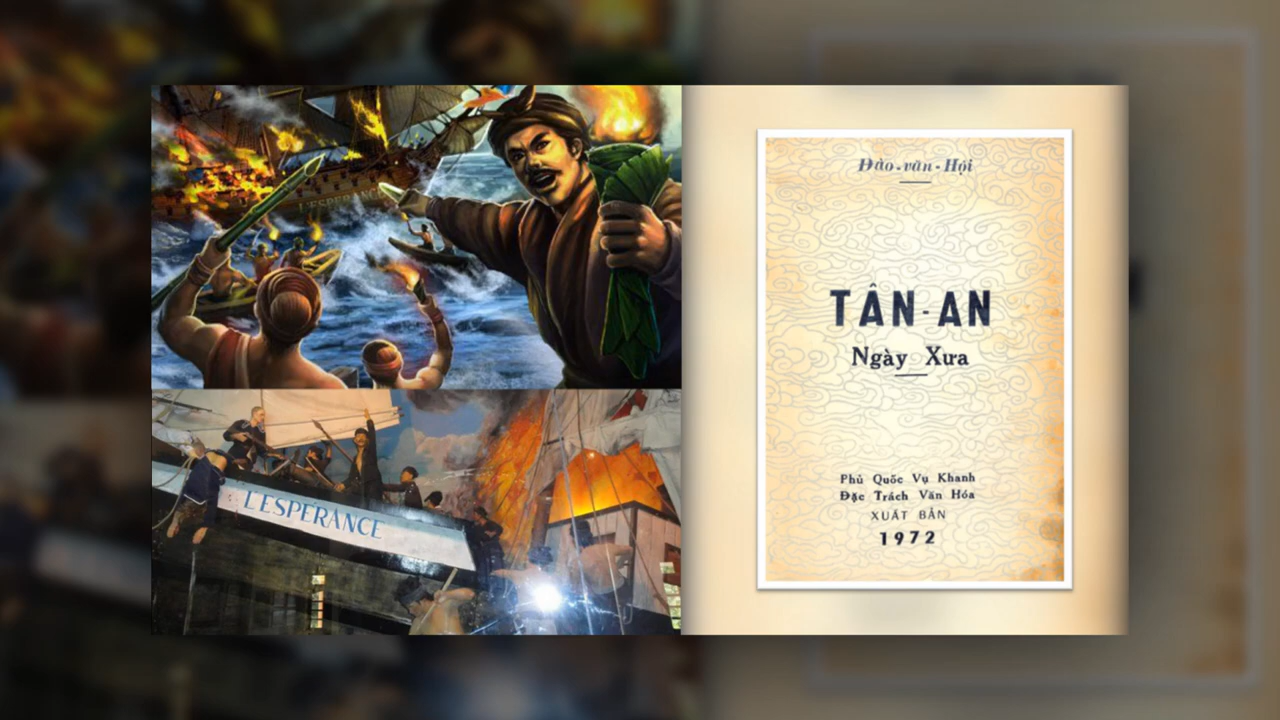 L'ESPERANCE
L'ESPERANCE
Đào-văn-Hội
TÂN-AN
Ngày Xưa
Phủ Quốc Vụ Khanh
Đặc Trách Văn Hóa
XUẤT BẢN
1972